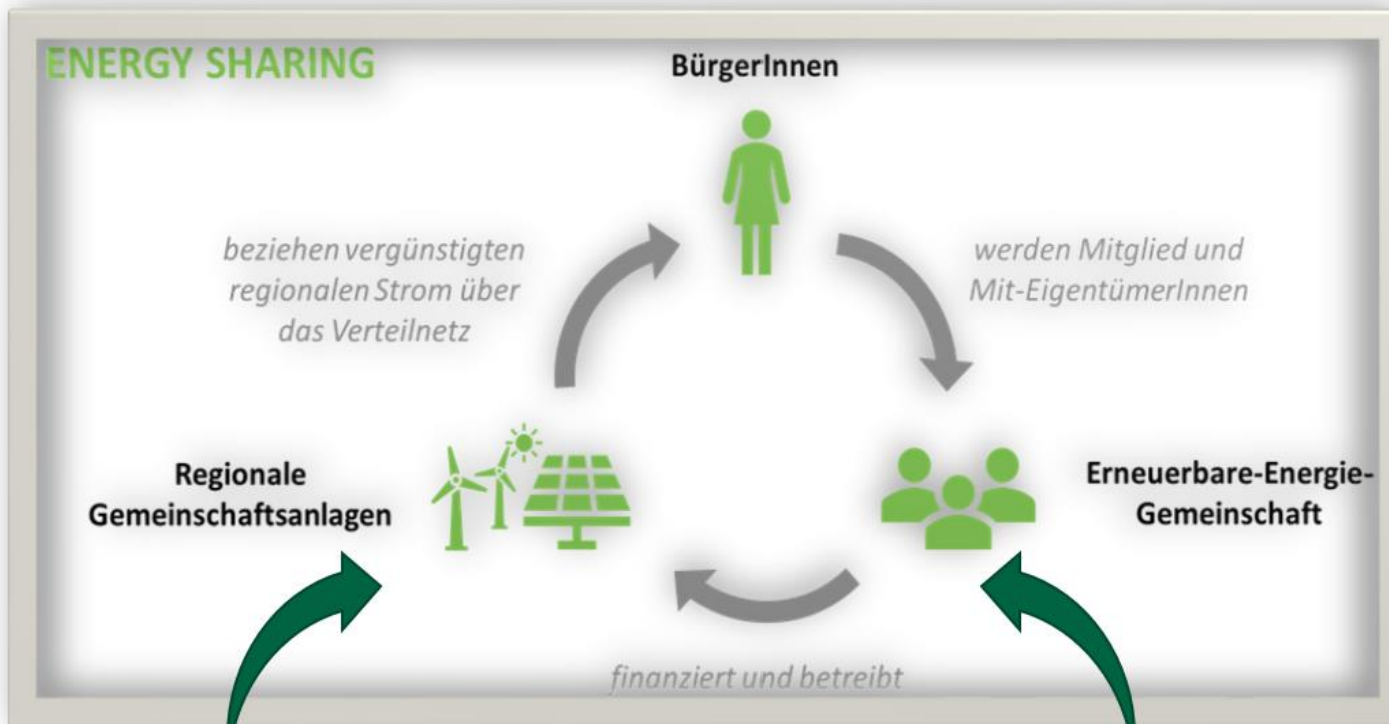 ENERGY SHARING
BürgerInnen
beziehen vergünstigten
regionalen Strom über
das Verteilnetz
werden Mitglied und
Mit-EigentümerInnen
Regionale
Gemeinschaftsanlagen
Erneuerbare-Energie-
Gemeinschaft
finanziert und betreibt